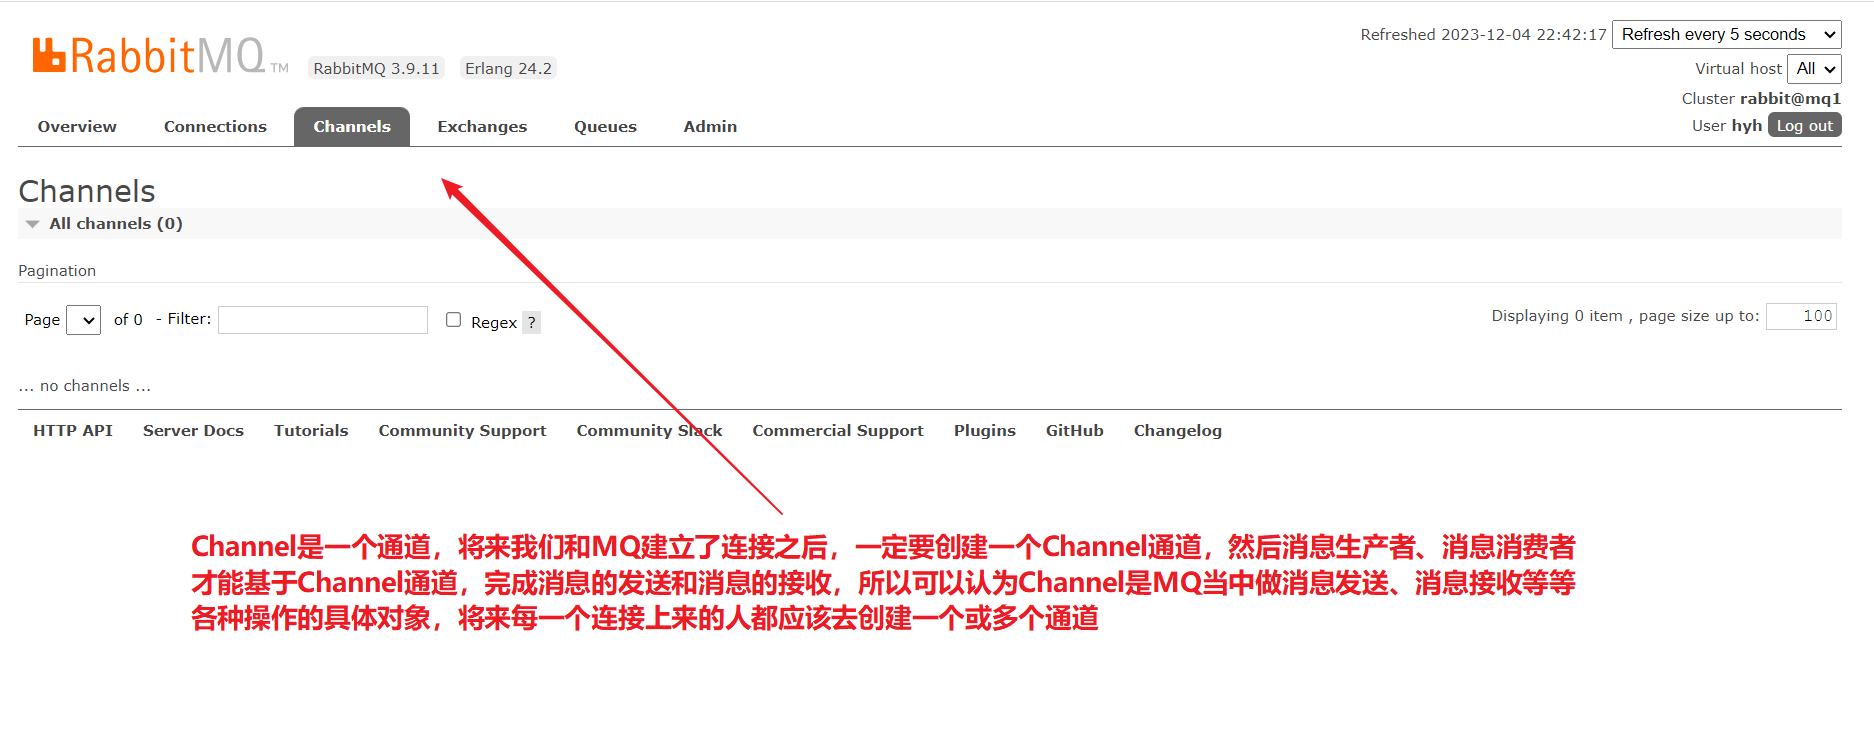 Refreshed 2023-12-04 22:42:17 Refresh every 5 seconds
RabbitMQ TM RabbitMQ 3.9.11 Erlang 24.2
Virtual host All
Cluster rabbit@mq1
User hyh Log out
Overview Connections Channels Exchanges Queues Admin
Channels
All channels (0)
Pagination
Page of 0 - Filter: Regex ? Displaying 0 item , page size up to: 100
... no channels ...
HTTP API Server Docs Tutorials Community Support Community Slack Commercial Support Plugins GitHub Changelog
Channel是一个通道，将来我们和MQ建立了连接之后，一定要创建一个Channel通道，然后消息生产者、消息消费者
才能基于Channel通道，完成消息的发送和消息的接收，所以可以认为Channel是MQ当中做消息发送、消息接收等等
各种操作的具体对象，将来每一个连接上来的人都应该去创建一个或多个通道